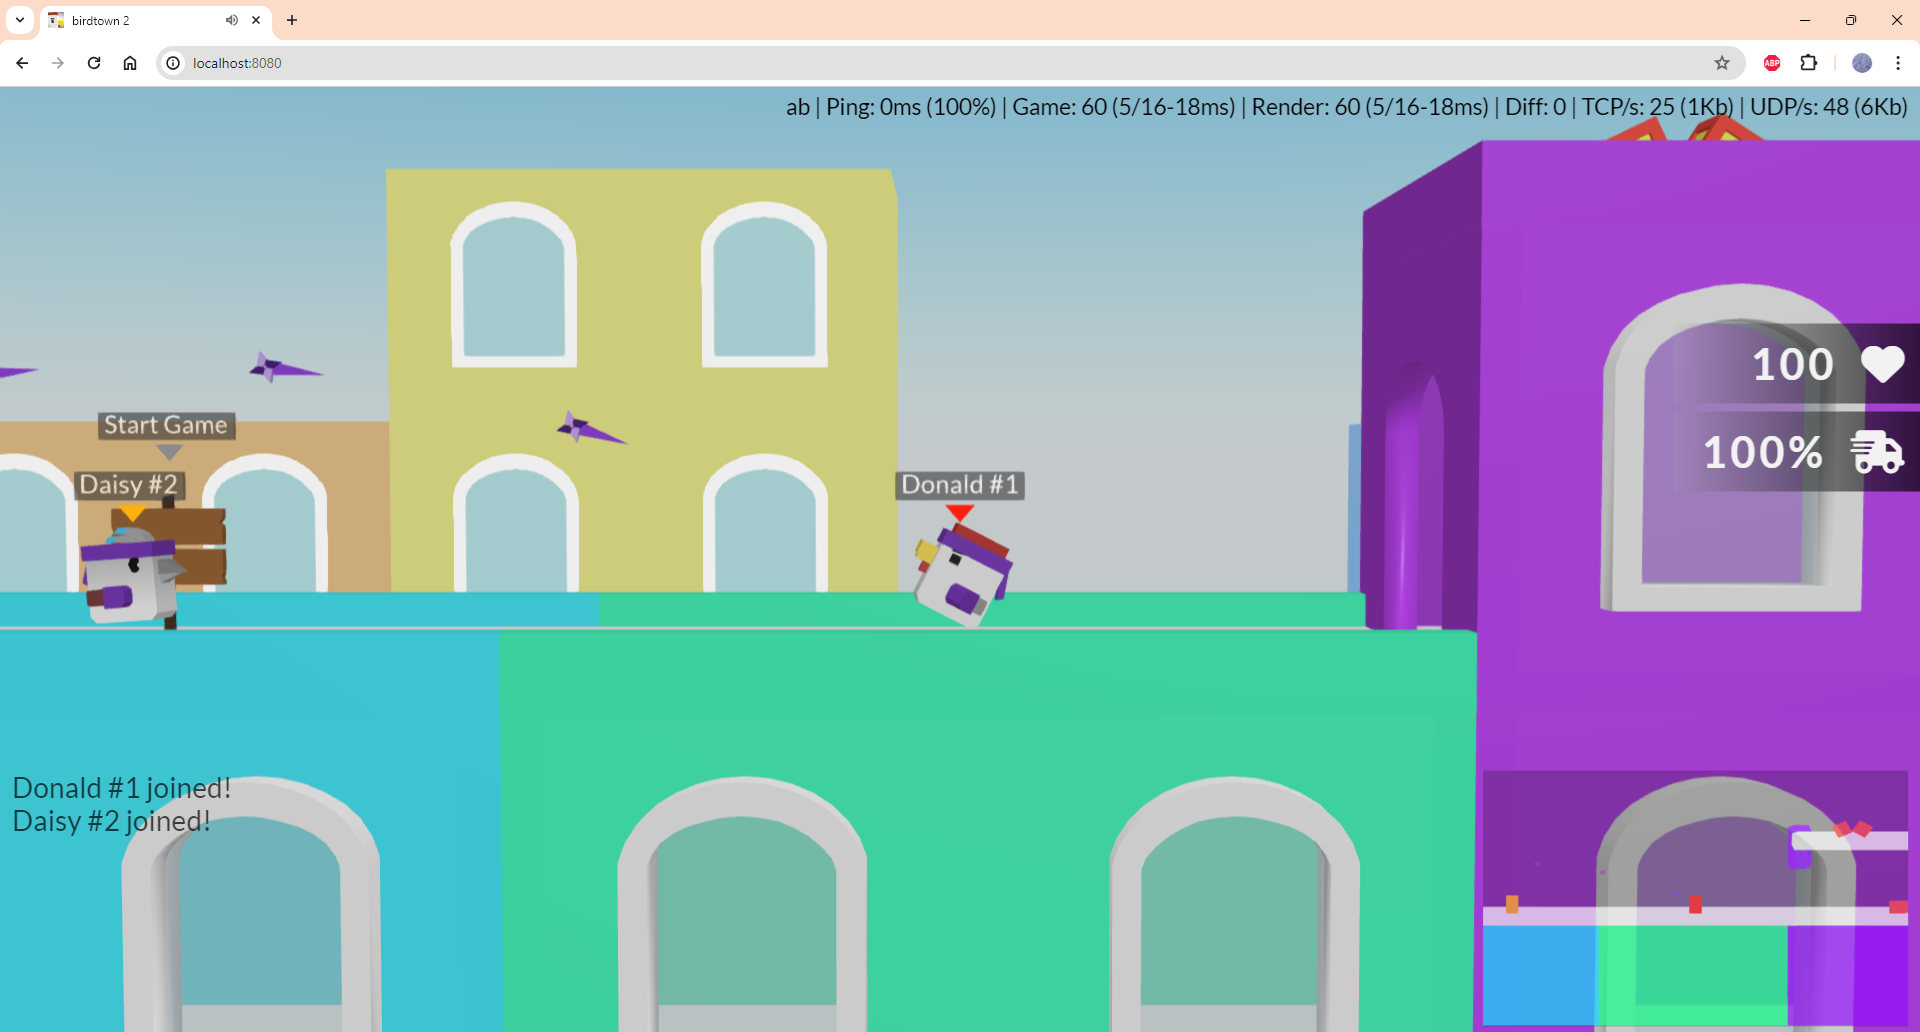 birdtown 2
localhost:8080
ABP
ab | Ping: 0ms (100%) | Game: 60 (5/16-18ms) | Render: 60 (5/16-18ms) | Diff: 0 | TCP/s: 25 (1Kb) | UDP/s: 48 (6Kb)
100
Start Game
100%
Daisy #2
Donald #1
Donald #1 joined!
Daisy #2 joined!